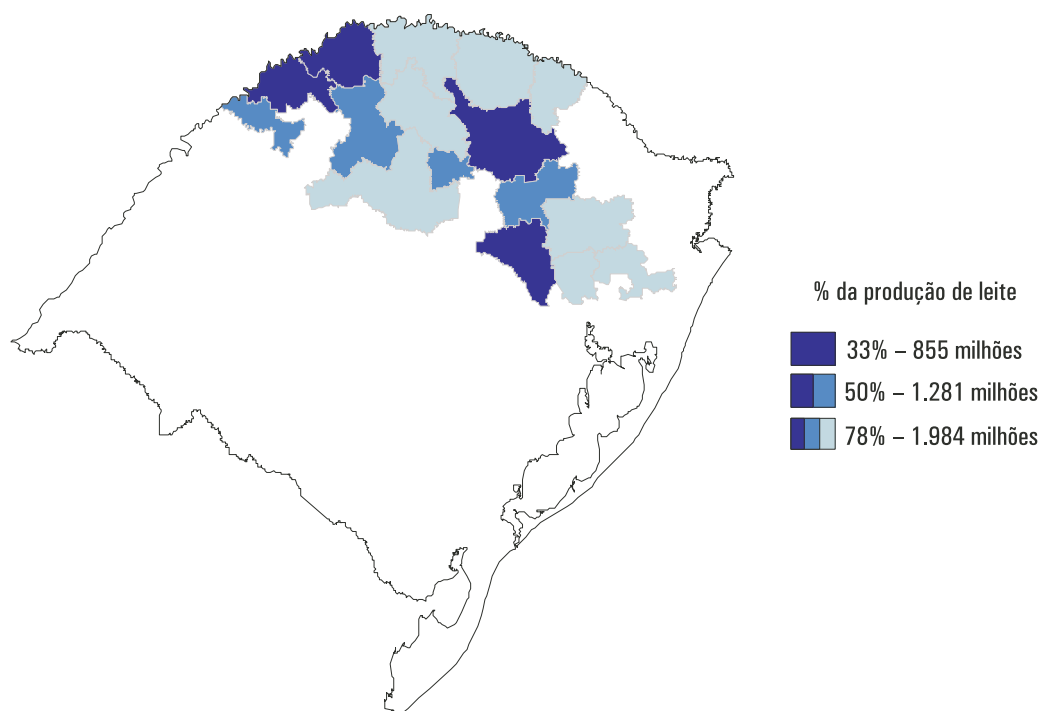 % da produção de leite
33% – 855 milhões
50% – 1.281 milhões
78% – 1.984 milhões